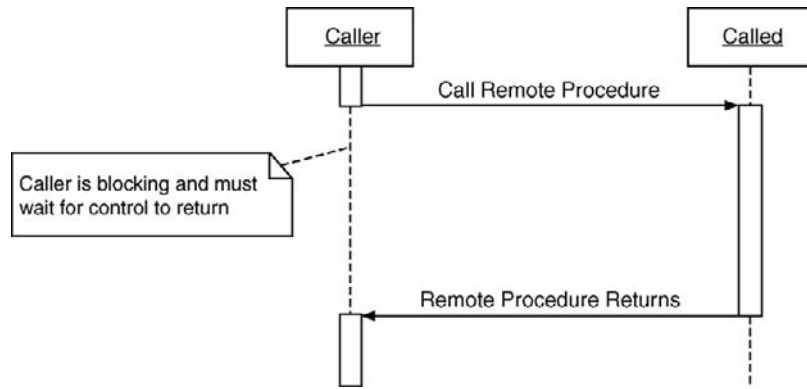 Caller
Called
Call Remote Procedure
Caller is blocking and must
wait for control to return
Remote Procedure Returns